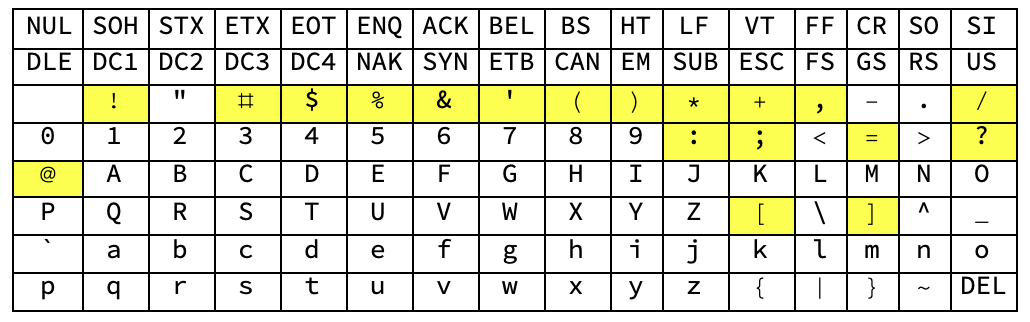 NUL SOH STX ETX EOT ENQ ACK BEL BS HT LF VT FF CR SO SI
DLE DC1 DC2 DC3 DC4 NAK SYN ETB CAN EM SUB ESC FS GS RS US
! " # $ % & ' ( ) * + , - . /
0 1 2 3 4 5 6 7 8 9 : ; < = > ?
@ A B C D E F G H I J K L M N O
P Q R S T U V W X Y Z [ \ ] ^ _
` a b c d e f g h i j k l m n o
p q r s t u v w x y z { | } ~ DEL